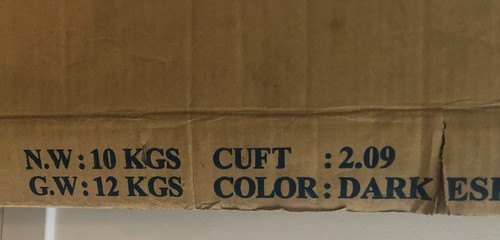 N.W : 10 KGS CUFT : 2.09
G.W : 12 KGS COLOR : DARK